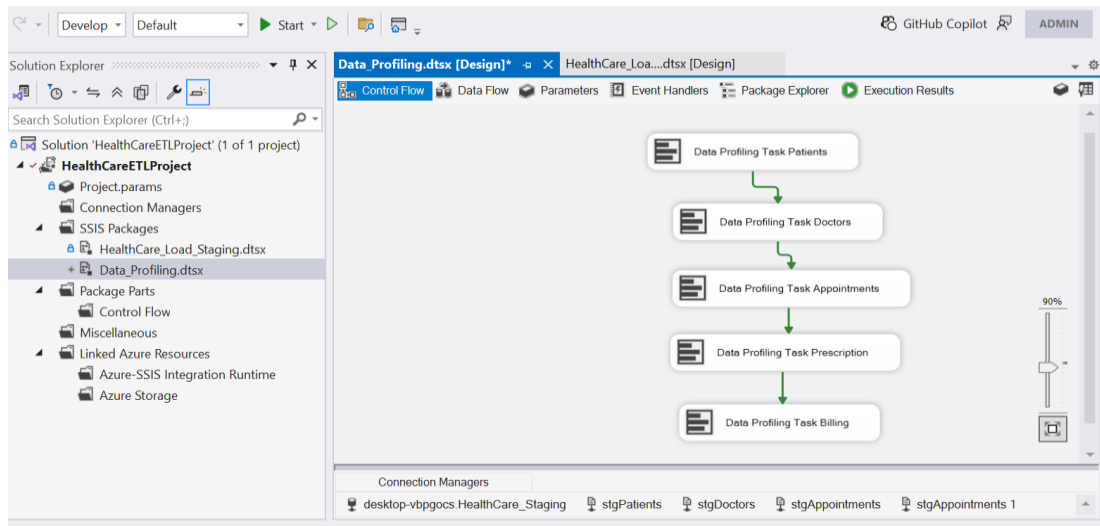 Develop Default Start GitHub Copilot ADMIN
Solution Explorer
Search Solution Explorer (Ctrl+;)
Solution 'HealthCareETLProject' (1 of 1 project)
HealthCareETLProject
Project.params
Connection Managers
SSIS Packages
HealthCare_Load_Staging.dtsx
Data_Profiling.dtsx
Package Parts
Control Flow
Miscellaneous
Linked Azure Resources
Azure-SSIS Integration Runtime
Azure Storage
Data_Profiling.dtsx [Design]* HealthCare_Loa....dtsx [Design]
Control Flow Data Flow Parameters Event Handlers Package Explorer Execution Results
Data Profiling Task Patients
Data Profiling Task Doctors
Data Profiling Task Appointments
Data Profiling Task Prescription
Data Profiling Task Billing
90%
Connection Managers
desktop-vbpgocs.HealthCare_Staging stgPatients stgDoctors stgAppointments stgAppointments 1